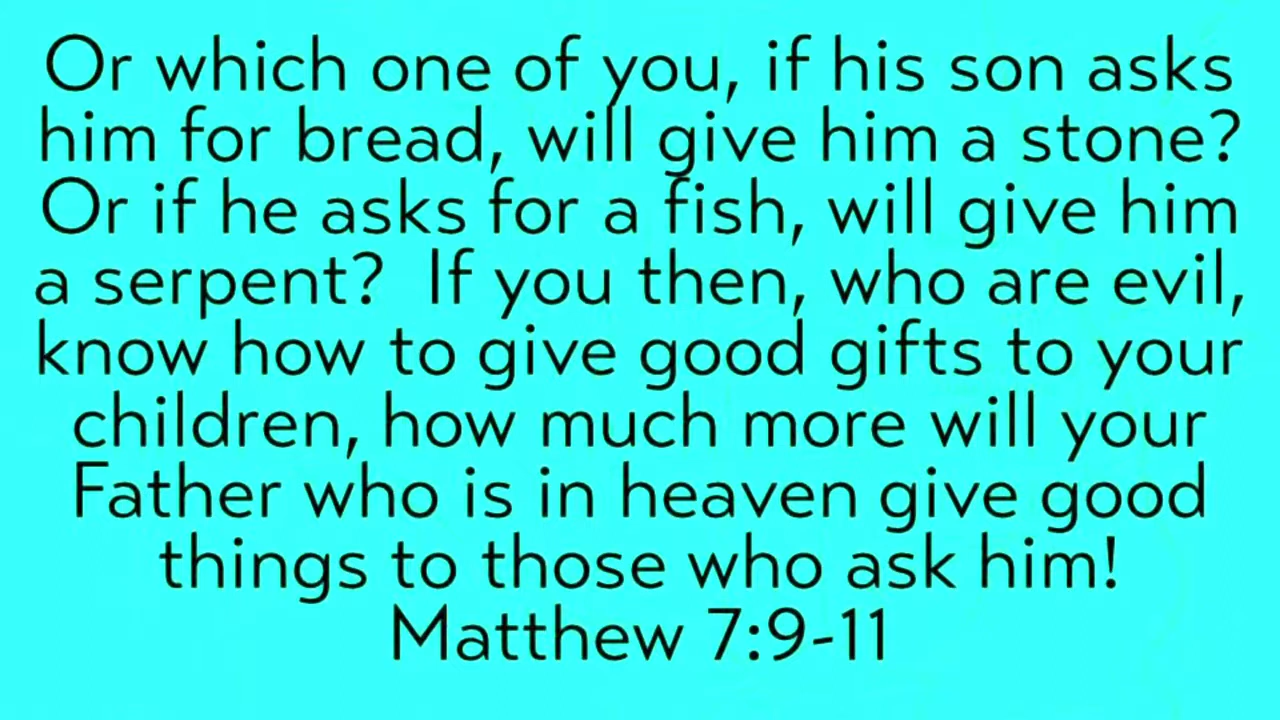 Or which one of you, if his son asks
him for bread, will give him a stone?
Or if he asks for a fish, will give him
a serpent?  If you then, who are evil,
know how to give good gifts to your
children, how much more will your
Father who is in heaven give good
things to those who ask him!
Matthew 7:9-11